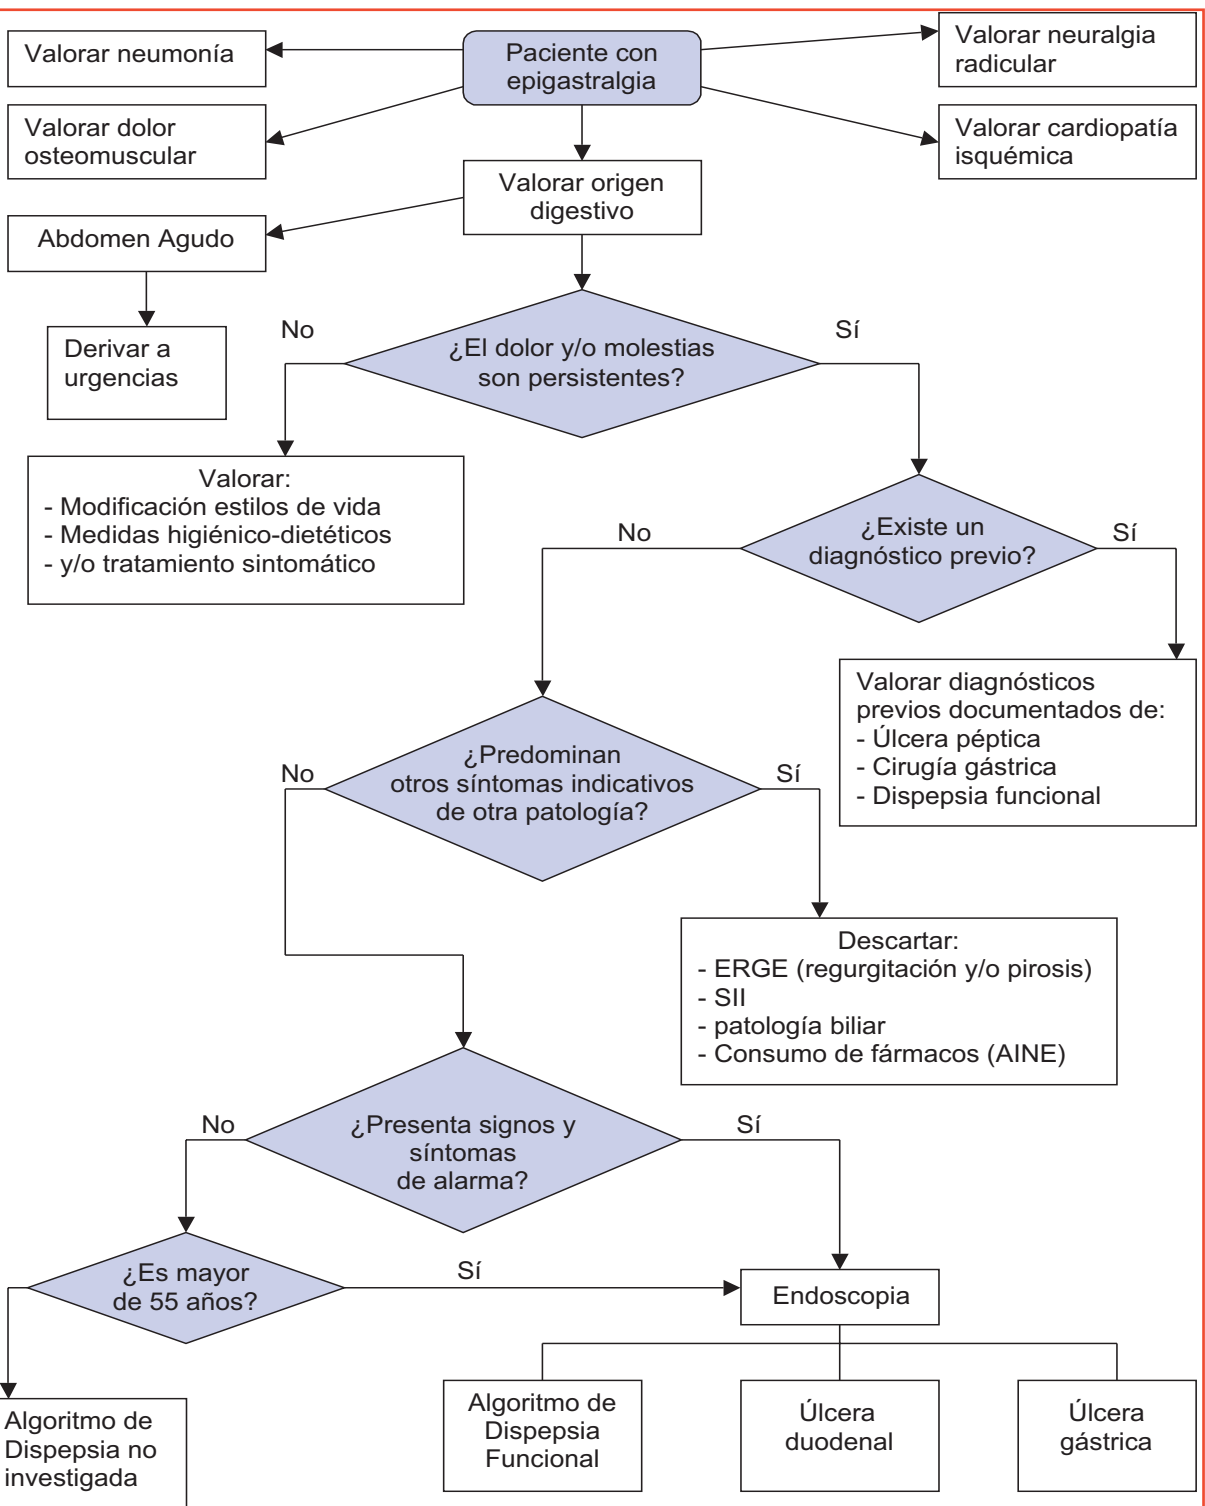 Paciente con
epigastralgia
Valorar neumonía
Valorar neuralgia
radicular
Valorar dolor
osteomuscular
Valorar cardiopatía
isquémica
Valorar origen
digestivo
Abdomen Agudo
Derivar a
urgencias
¿El dolor y/o molestias
son persistentes?
No
Sí
Valorar:
- Modificación estilos de vida
- Medidas higiénico-dietéticos
- y/o tratamiento sintomático
¿Existe un
diagnóstico previo?
No
Sí
Valorar diagnósticos
previos documentados de:
- Úlcera péptica
- Cirugía gástrica
- Dispepsia funcional
¿Predominan
otros síntomas indicativos
de otra patología?
No
Sí
Descartar:
- ERGE (regurgitación y/o pirosis)
- SII
- patología biliar
- Consumo de fármacos (AINE)
¿Presenta signos y
síntomas
de alarma?
No
Sí
¿Es mayor
de 55 años?
Sí
Endoscopia
Algoritmo de
Dispepsia no
investigada
Algoritmo de
Dispepsia
Funcional
Úlcera
duodenal
Úlcera
gástrica